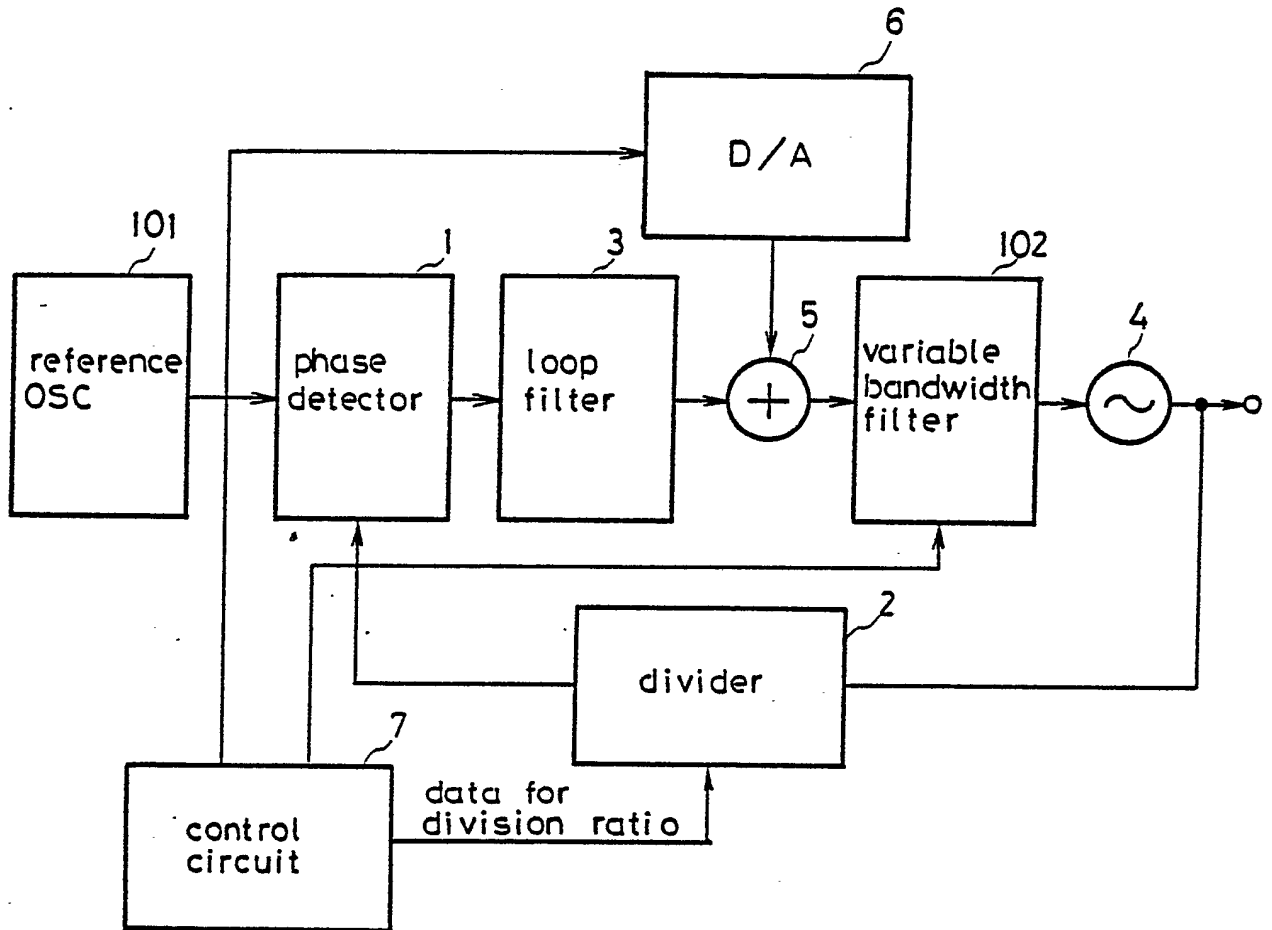 6
D/A
101
1
3
102
5
4
reference
OSC
phase
detector
loop
filter
+
variable
bandwidth
filter
~
2
divider
7
control
circuit
data for
division ratio